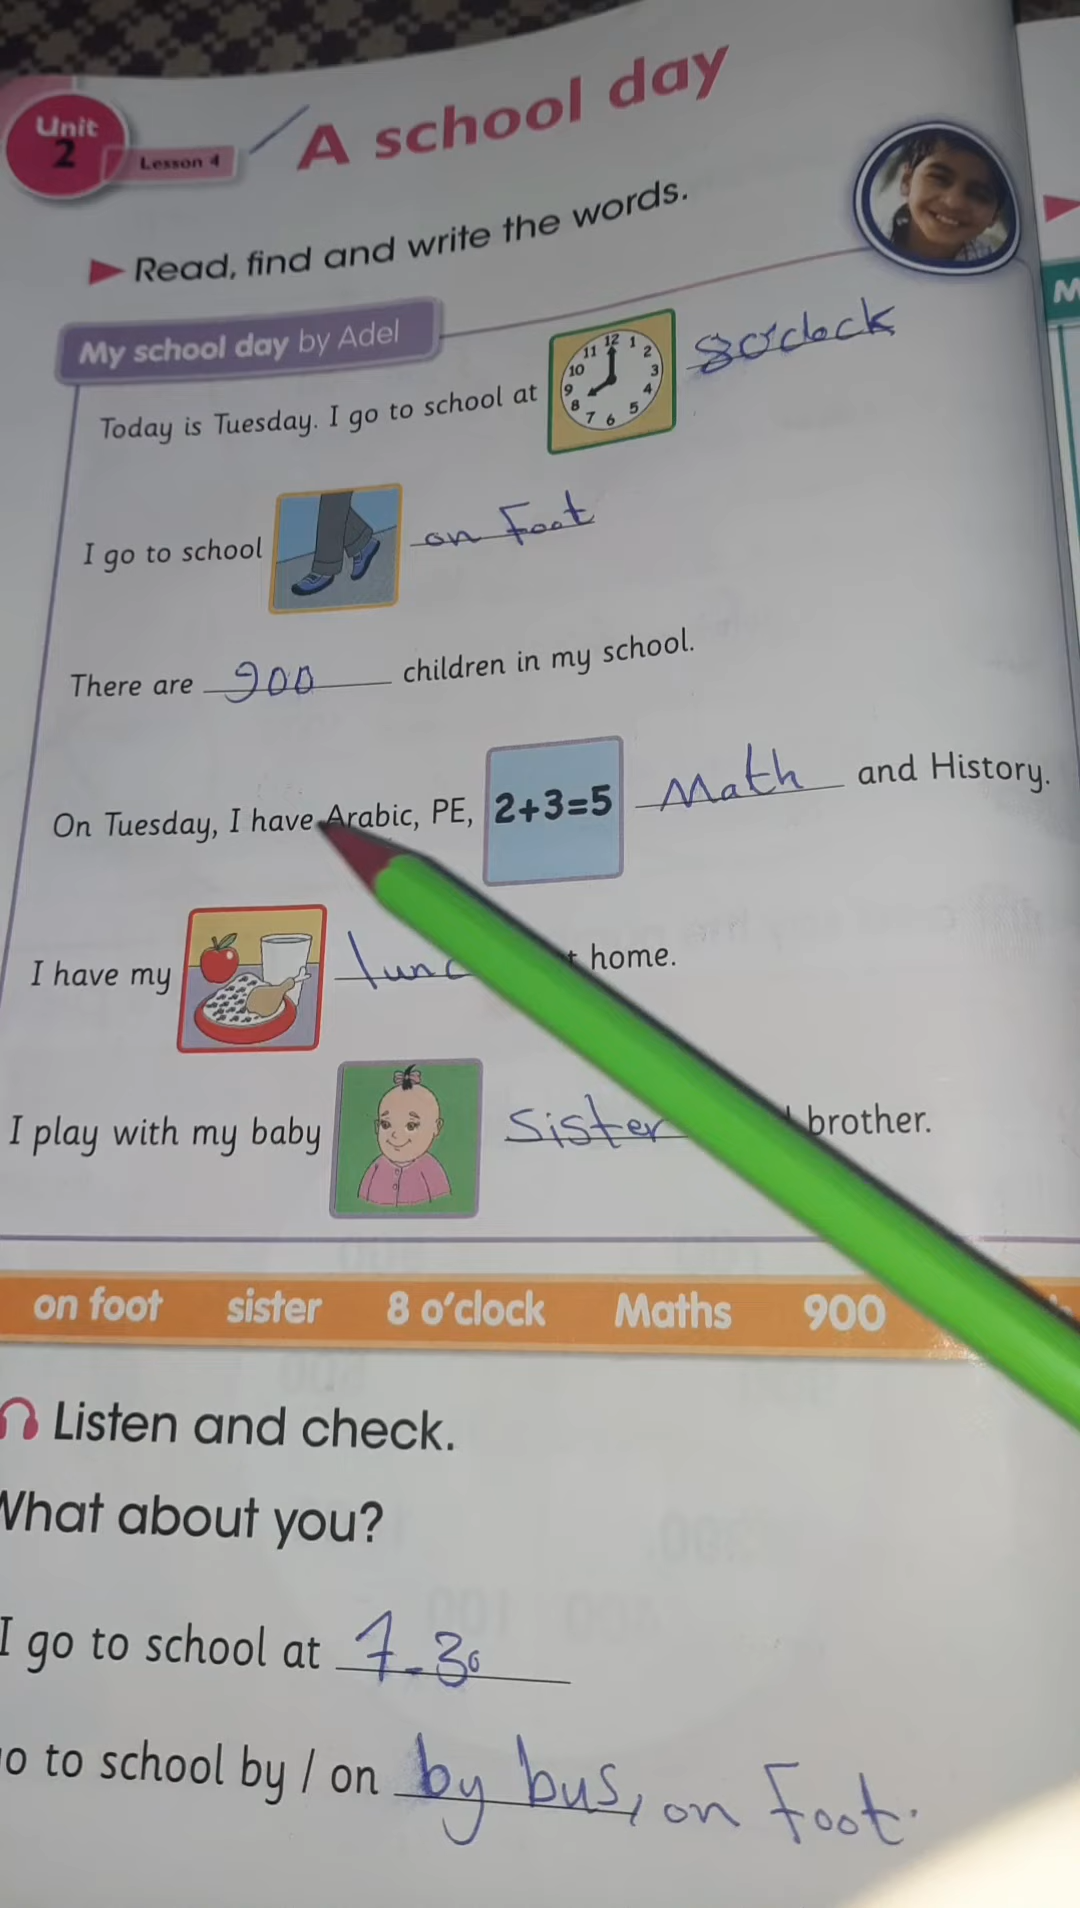 Unit
2
Lesson 4
A school day
Read, find and write the words.
My school day by Adel
12 1 2 3 4 5 6 7 8 9 10 11
Today is Tuesday. I go to school at 8 o'clock
I go to school on Foot
There are 900 children in my school.
On Tuesday, I have Arabic, PE, 2+3=5 Math and History.
I have my home.
I play with my baby sister brother.
on foot sister 8 o'clock Maths 900
Listen and check.
What about you?
I go to school at 7-30
to school by / on by bus, on Foot.
M